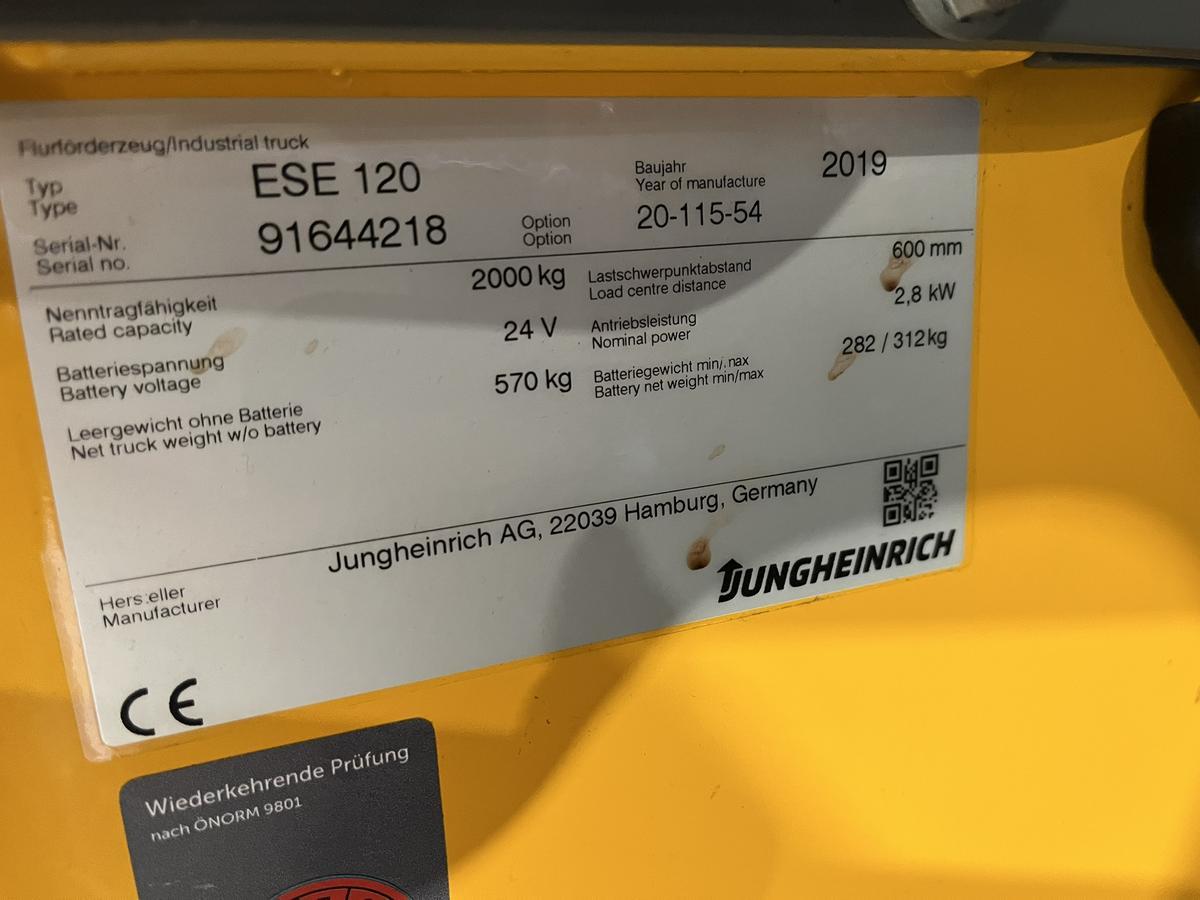 Flurförderzeug/Industrial truck
Typ
Type
ESE 120
Baujahr
Year of manufacture
2019
Serial-Nr.
Serial no.
91644218
Option
Option
20-115-54
Nenntragfähigkeit
Rated capacity
2000 kg
Lastschwerpunktabstand
Load centre distance
600 mm
Batteriespannung
Battery voltage
24 V
Antriebsleistung
Nominal power
2,8 kW
Leergewicht ohne Batterie
Net truck weight w/o battery
570 kg
Batteriegewicht min/max
Battery net weight min/max
282 / 312kg
Hersteller
Manufacturer
Jungheinrich AG, 22039 Hamburg, Germany
JUNGHEINRICH
CE
Wiederkehrende Prüfung
nach ÖNORM 9801